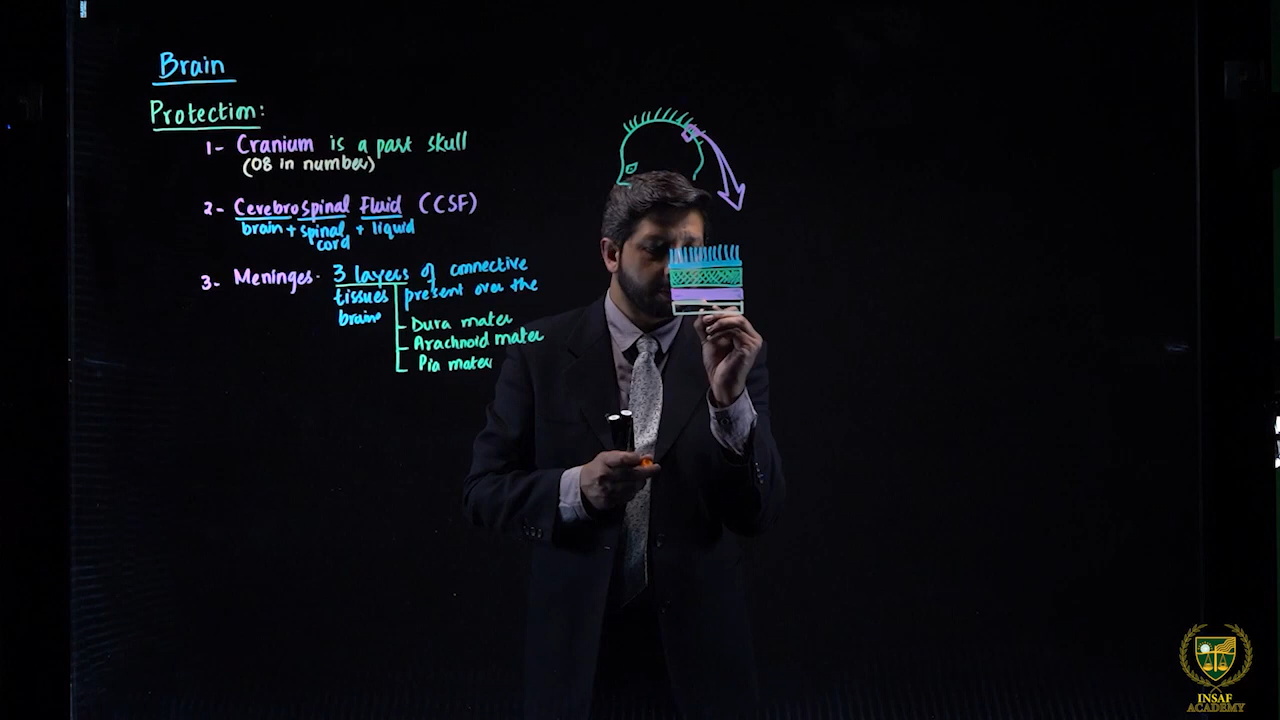 Brain
Protection:
1- Cranium is a part skull
(08 in number)
2- Cerebrospinal Fluid (CSF)
brain + spinal + liquid
cord
3- Meninges- 3 layers of connective
tissues present over the
brain
Dura mater
Arachnoid mater
Pia mater
INSAF
ACADEMY